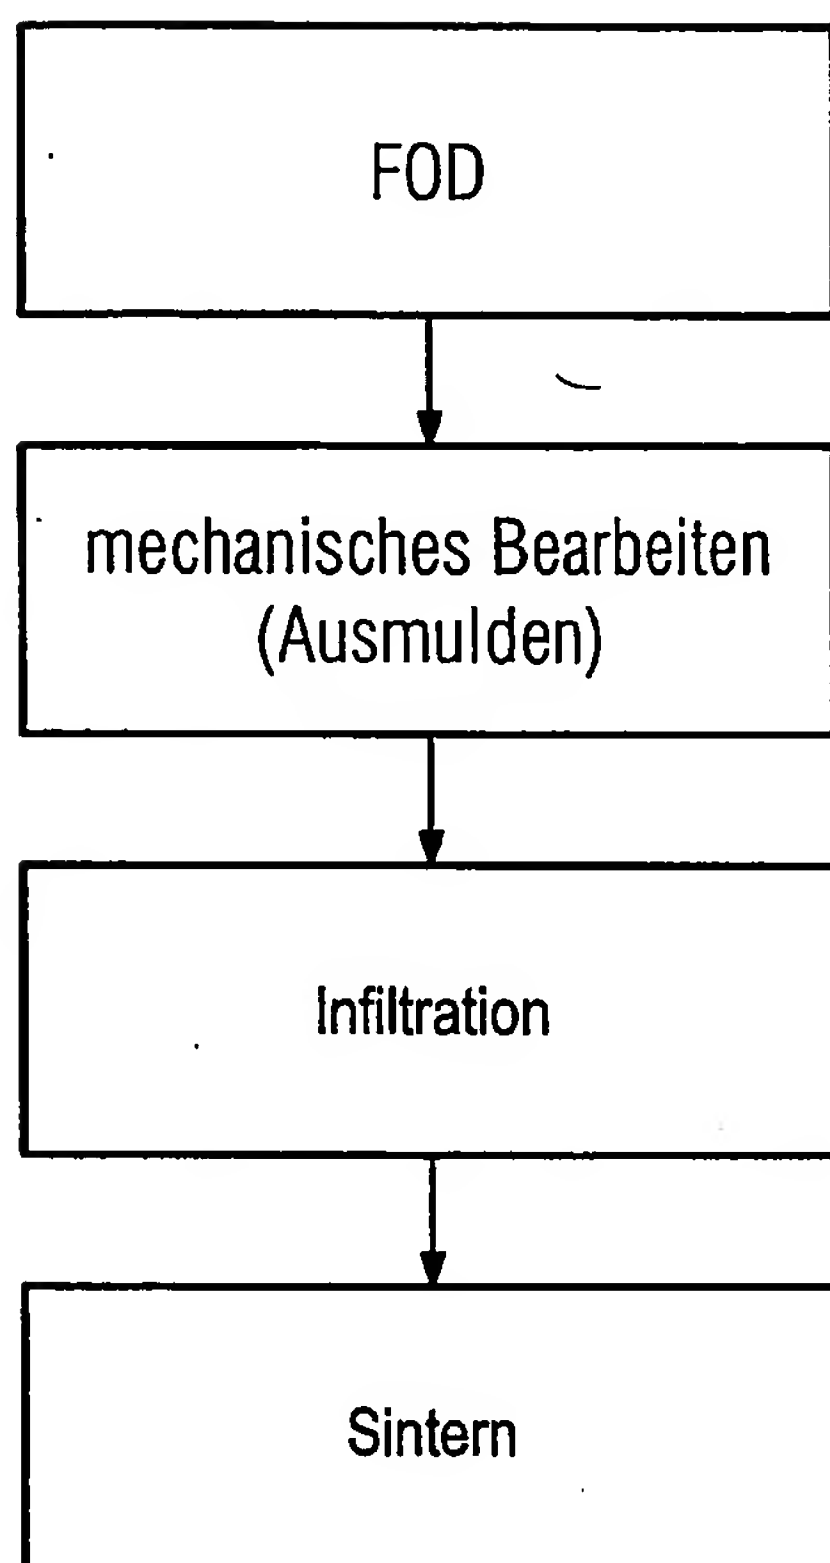 FOD
mechanisches Bearbeiten
(Ausmulden)
Infiltration
Sintern